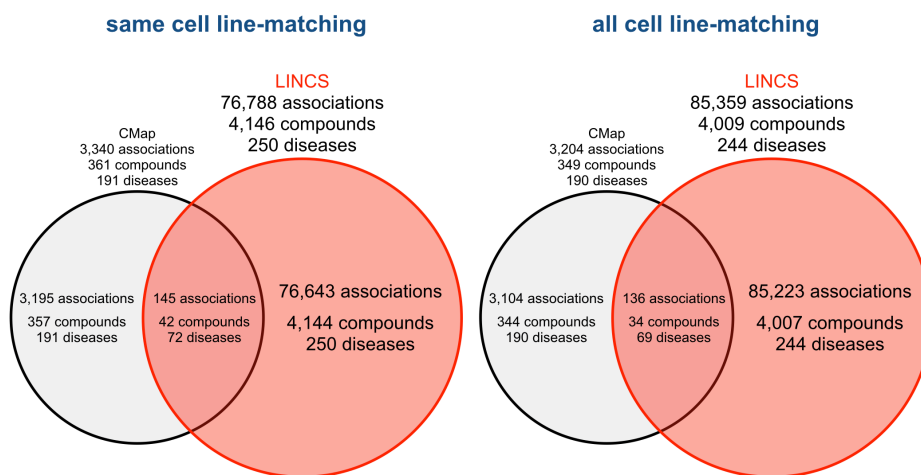 same cell line-matching
LINCS
76,788 associations
4,146 compounds
250 diseases
CMap
3,340 associations
361 compounds
191 diseases
3,195 associations
357 compounds
191 diseases
145 associations
42 compounds
72 diseases
76,643 associations
4,144 compounds
250 diseases
all cell line-matching
LINCS
85,359 associations
4,009 compounds
244 diseases
CMap
3,204 associations
349 compounds
190 diseases
3,104 associations
344 compounds
190 diseases
136 associations
34 compounds
69 diseases
85,223 associations
4,007 compounds
244 diseases